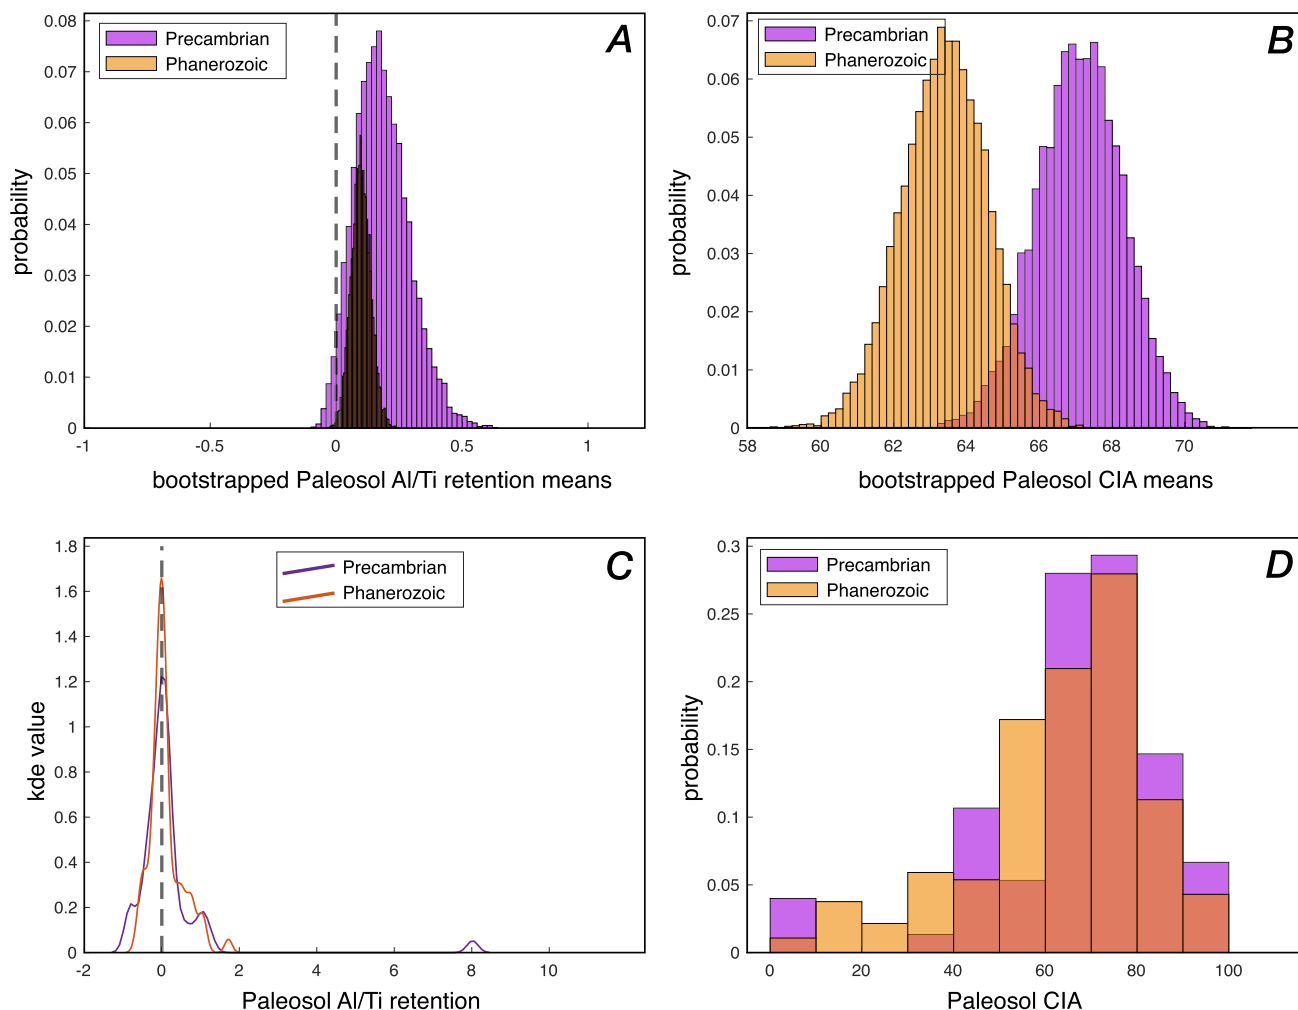 A
Precambrian
Phanerozoic
probability
0.08
0.07
0.06
0.05
0.04
0.03
0.02
0.01
0
-1
-0.5
0
0.5
1
bootstrapped Paleosol Al/Ti retention means
B
Precambrian
Phanerozoic
probability
0.07
0.06
0.05
0.04
0.03
0.02
0.01
0
58
60
62
64
66
68
70
bootstrapped Paleosol CIA means
C
Precambrian
Phanerozoic
kde value
1.8
1.6
1.4
1.2
1
0.8
0.6
0.4
0.2
0
-2
0
2
4
6
8
10
Paleosol Al/Ti retention
D
Precambrian
Phanerozoic
probability
0.3
0.25
0.2
0.15
0.1
0.05
0
0
20
40
60
80
100
Paleosol CIA